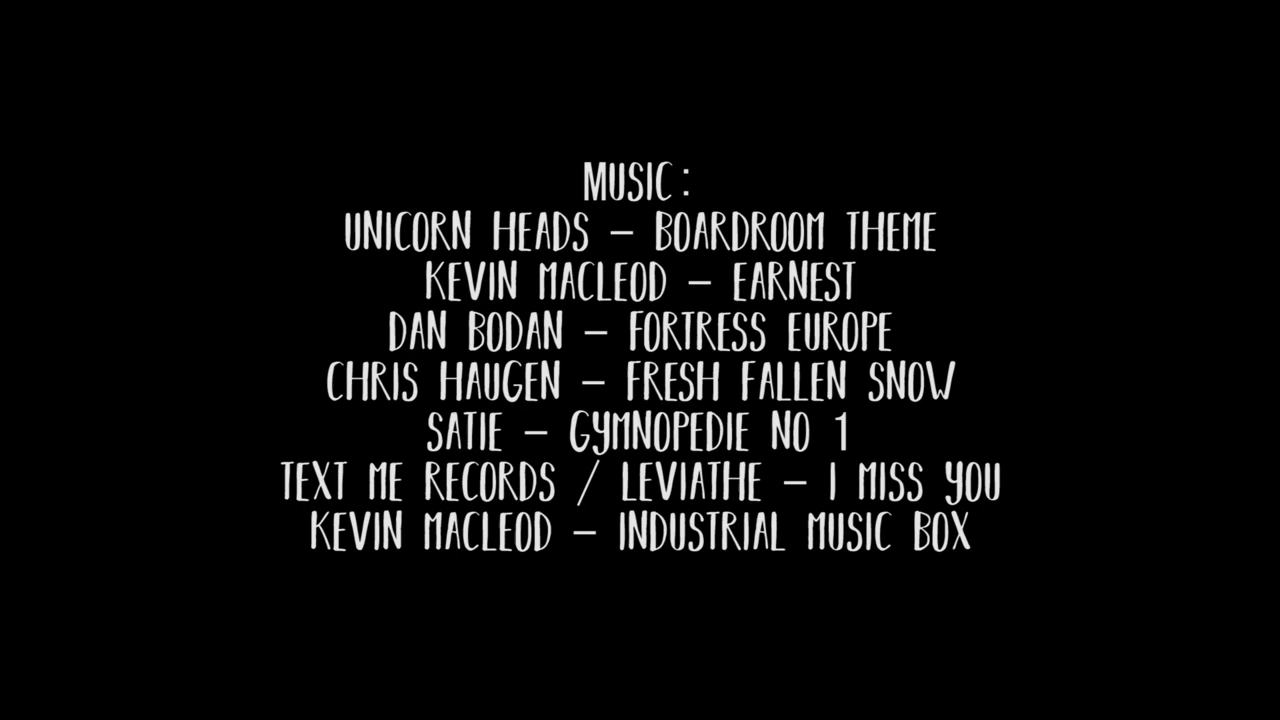 MUSIC:
UNICORN HEADS – BOARDROOM THEME
KEVIN MACLEOD – EARNEST
DAN BODAN – FORTRESS EUROPE
CHRIS HAUGEN – FRESH FALLEN SNOW
SATIE – GYMNOPEDIE NO 1
TEXT ME RECORDS / LEVIATHE – I MISS YOU
KEVIN MACLEOD – INDUSTRIAL MUSIC BOX